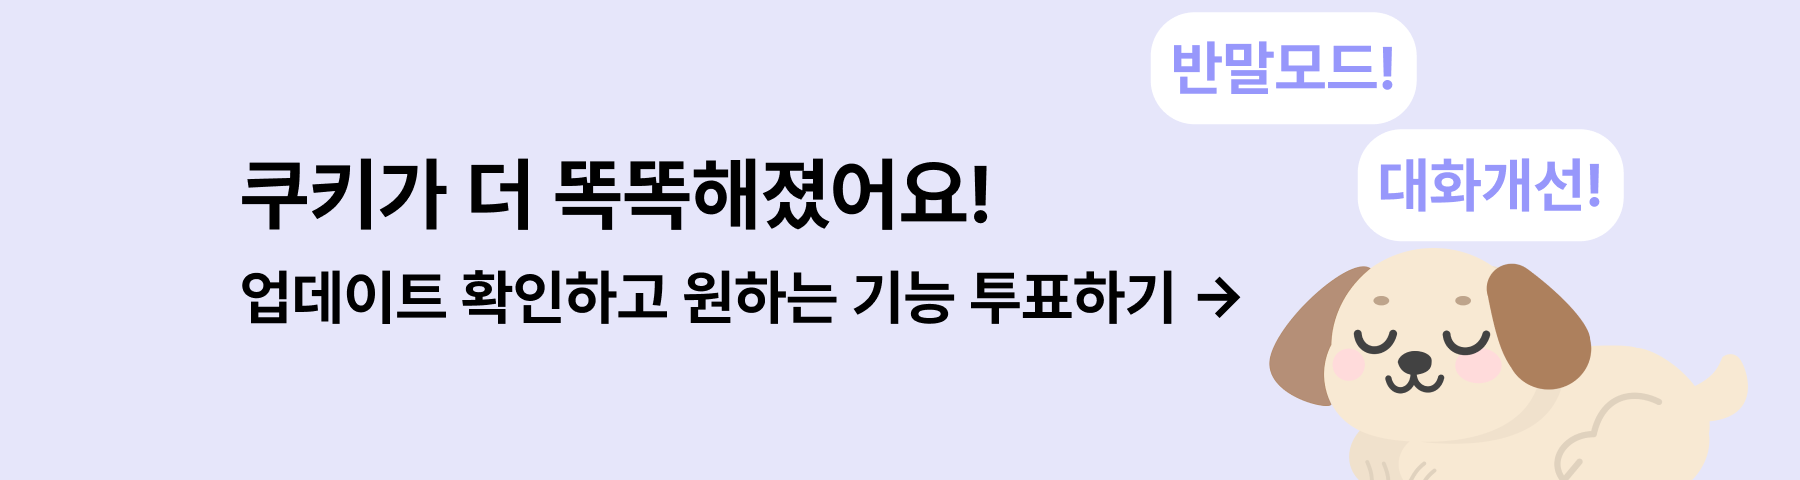 반말모드!
대화개선!
쿠키가 더 똑똑해졌어요!
업데이트 확인하고 원하는 기능 투표하기 →